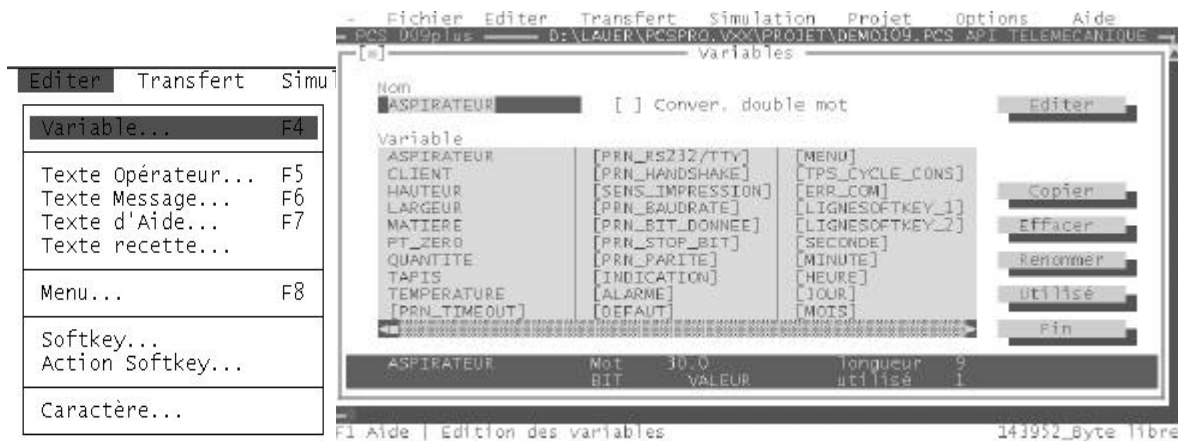 Editer Transfert Simul
Variable... F4
Texte Opérateur... F5
Texte Message... F6
Texte d'Aide... F7
Texte recette...
Menu... F8
Softkey...
Action Softkey...
Caractère...
- Fichier Editer Transfert Simulation Projet Options Aide
PCS 009plus D:\LAUER\PCSPRO.VXX\PROJET\DEMO109.PCS API TELEMECANIQUE
Variables
Nom
ASPIRATEUR [ ] Conver. double mot Editer
Variable
ASPIRATEUR [PRN_RS232/TTY] [MENU]
CLIENT [PRN_HANDSHAKE] [TPS_CYCLE_CONS]
HAUTEUR [SENS_IMPRESSION] [ERR_COM] Copier
LARGEUR [PRN_BAUDRATE] [LIGNESOFTKEY_1]
MATIERE [PRN_BIT_DONNEE] [LIGNESOFTKEY_2] Effacer
PT_ZERO [PRN_STOP_BIT] [SECONDE]
QUANTITE [PRN_PARITE] [MINUTE] Renommer
TAPIS [INDICATION] [HEURE]
TEMPERATURE [ALARME] [JOUR] Utilisé
[PRN_TIMEOUT] [DEFAUT] [MOIS]
Fin
ASPIRATEUR Mot 30.0 longueur 9
BIT VALEUR utilisé 1
F1 Aide | Edition des variables 143952_Byte libre